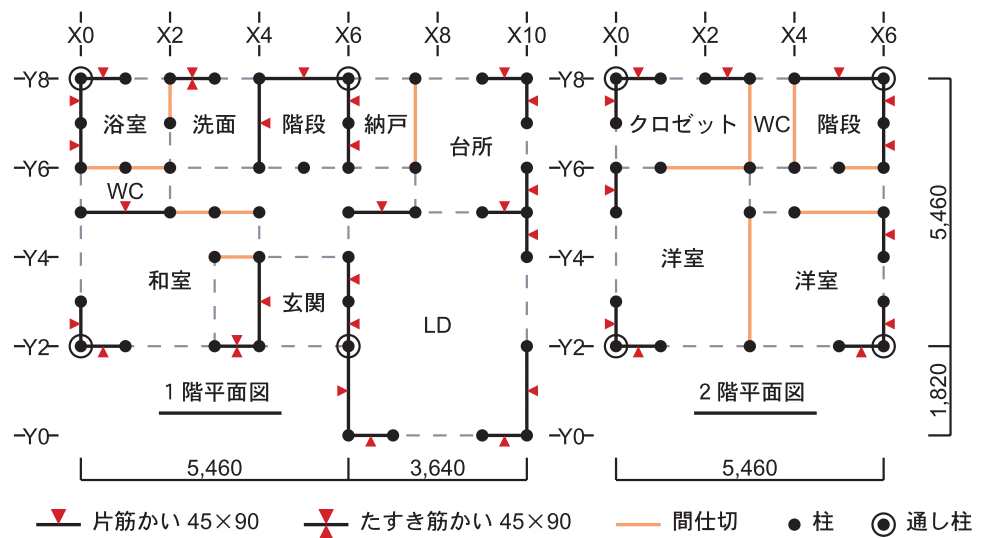 X0 X2 X4 X6 X8 X10 X0 X2 X4 X6
Y8 Y8
浴室 洗面 階段 納戸 台所 クロゼット WC 階段
Y6 Y6
WC
5,460
Y4 Y4
和室 玄関 洋室 洋室
LD
Y2 Y2
1階平面図 2階平面図
1,820
Y0 Y0
5,460 3,640 5,460
片筋かい 45×90 たすき筋かい 45×90 間仕切 柱 通し柱